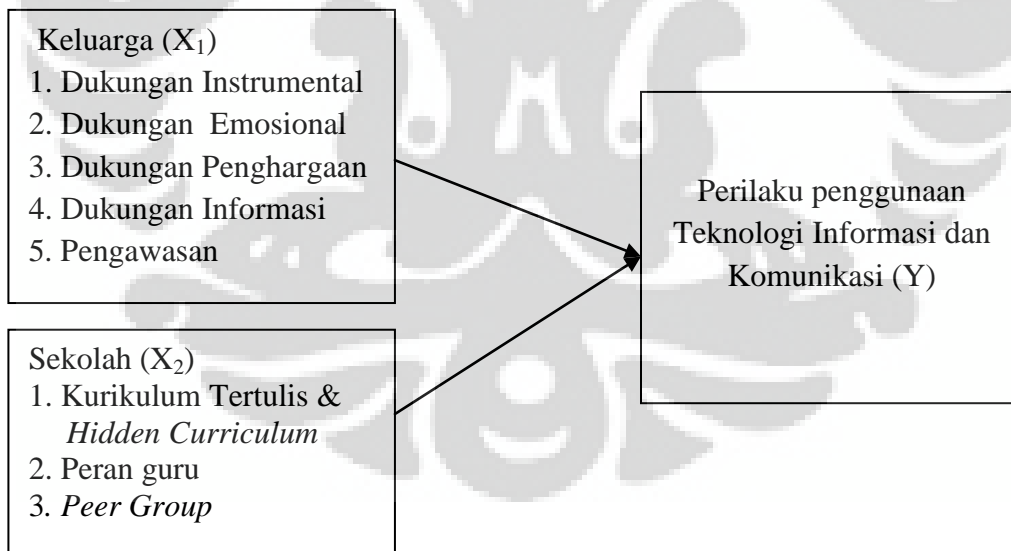 Keluarga (X₁)
1. Dukungan Instrumental
2. Dukungan Emosional
3. Dukungan Penghargaan
4. Dukungan Informasi
5. Pengawasan
Sekolah (X₂)
1. Kurikulum Tertulis &
Hidden Curriculum
2. Peran guru
3. Peer Group
Perilaku penggunaan
Teknologi Informasi dan
Komunikasi (Y)